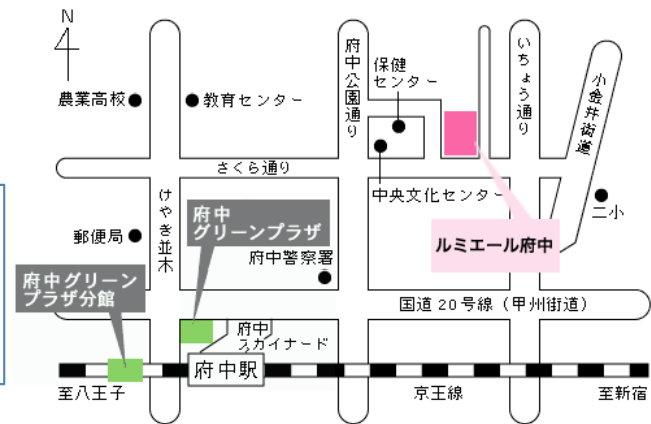 N
府中公園通り
いちょう通り
小金井街道
保健
センター
農業高校
教育センター
さくら通り
中央文化センター
けやき並木
二小
府中
グリーンプラザ
ルミエール府中
郵便局
府中警察署
府中グリーン
プラザ分館
国道20号線（甲州街道）
府中
スカイナード
府中駅
至八王子
京王線
至新宿